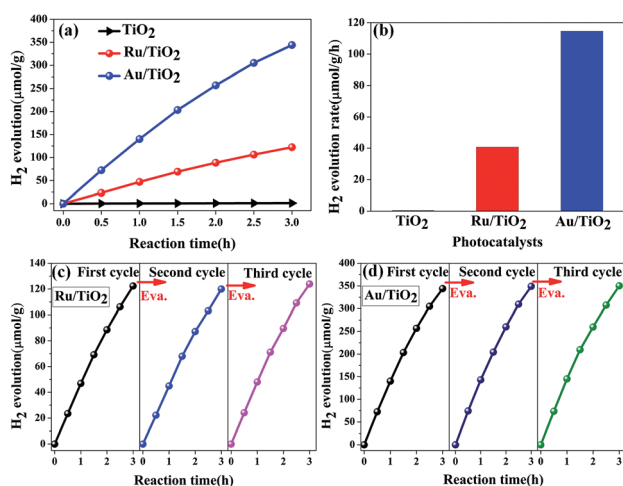 (a)
TiO2
Ru/TiO2
Au/TiO2
H2 evolution(μmol/g)
400
350
300
250
200
150
100
50
0
0.0 0.5 1.0 1.5 2.0 2.5 3.0
Reaction time(h)
(b)
H2 evolution rate(μmol/g/h)
140
120
100
80
60
40
20
0
TiO2 Ru/TiO2 Au/TiO2
Photocatalysts
(c) First cycle Second cycle Third cycle
Ru/TiO2 Eva. Eva.
H2 evolution(μmol/g)
140
120
100
80
60
40
20
0
0 1 2 3 0 1 2 3 0 1 2 3
Reaction time(h)
(d) First cycle Second cycle Third cycle
Au/TiO2 Eva. Eva.
H2 evolution(μmol/g)
400
350
300
250
200
150
100
50
0
0 1 2 3 0 1 2 3 0 1 2 3
Reaction time(h)